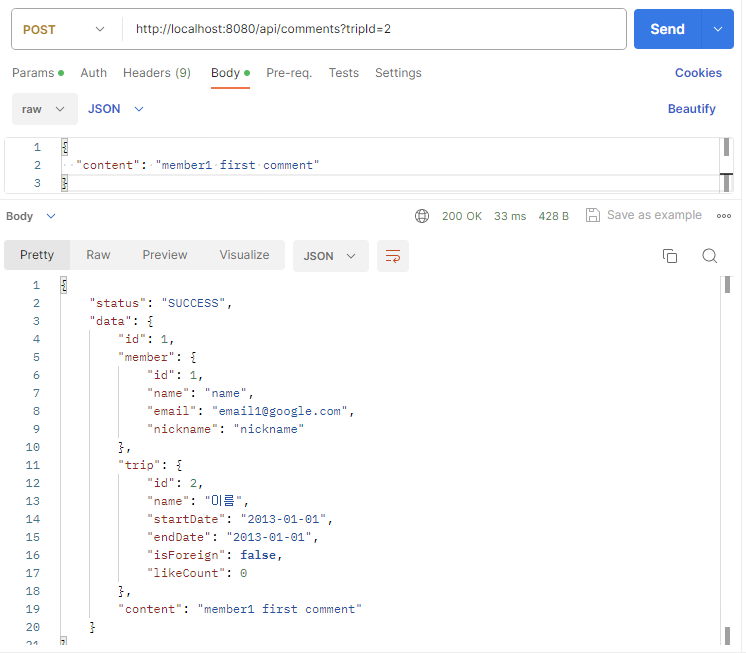 POST http://localhost:8080/api/comments?tripId=2 Send
Params Auth Headers (9) Body Pre-req. Tests Settings Cookies
raw JSON Beautify
1 {
2 "content": "member1 first comment"
3 }
Body 200 OK 33 ms 428 B Save as example
Pretty Raw Preview Visualize JSON
1 {
2 "status": "SUCCESS",
3 "data": {
4 "id": 1,
5 "member": {
6 "id": 1,
7 "name": "name",
8 "email": "email1@google.com",
9 "nickname": "nickname"
10 },
11 "trip": {
12 "id": 2,
13 "name": "이름",
14 "startDate": "2013-01-01",
15 "endDate": "2013-01-01",
16 "isForeign": false,
17 "likeCount": 0
18 },
19 "content": "member1 first comment"
20 }
21 }